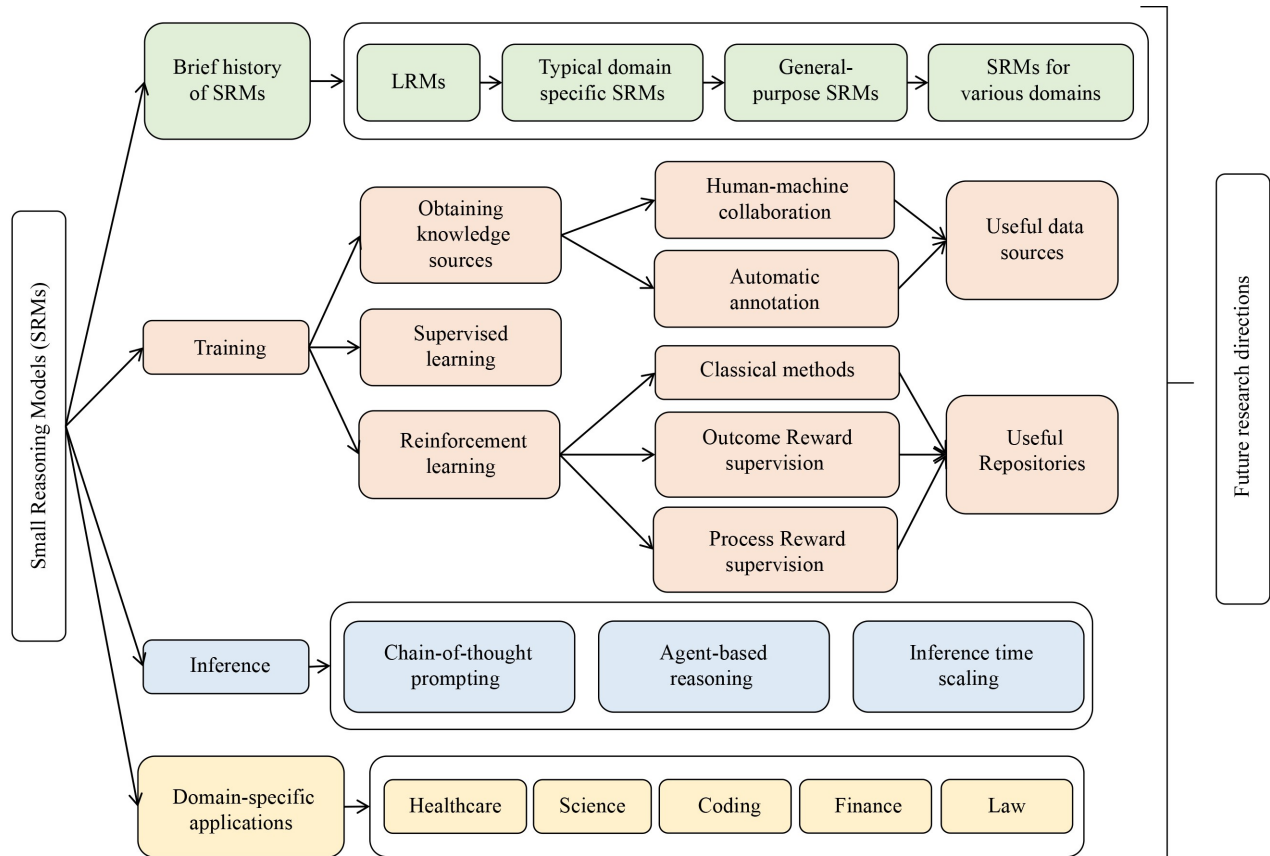 Small Reasoning Models (SRMs)
Brief history
of SRMs
LRMs
Typical domain
specific SRMs
General-
purpose SRMs
SRMs for
various domains
Training
Obtaining
knowledge
sources
Supervised
learning
Reinforcement
learning
Human-machine
collaboration
Automatic
annotation
Classical methods
Outcome Reward
supervision
Process Reward
supervision
Useful data
sources
Useful
Repositories
Inference
Chain-of-thought
prompting
Agent-based
reasoning
Inference time
scaling
Domain-specific
applications
Healthcare
Science
Coding
Finance
Law
Future research directions